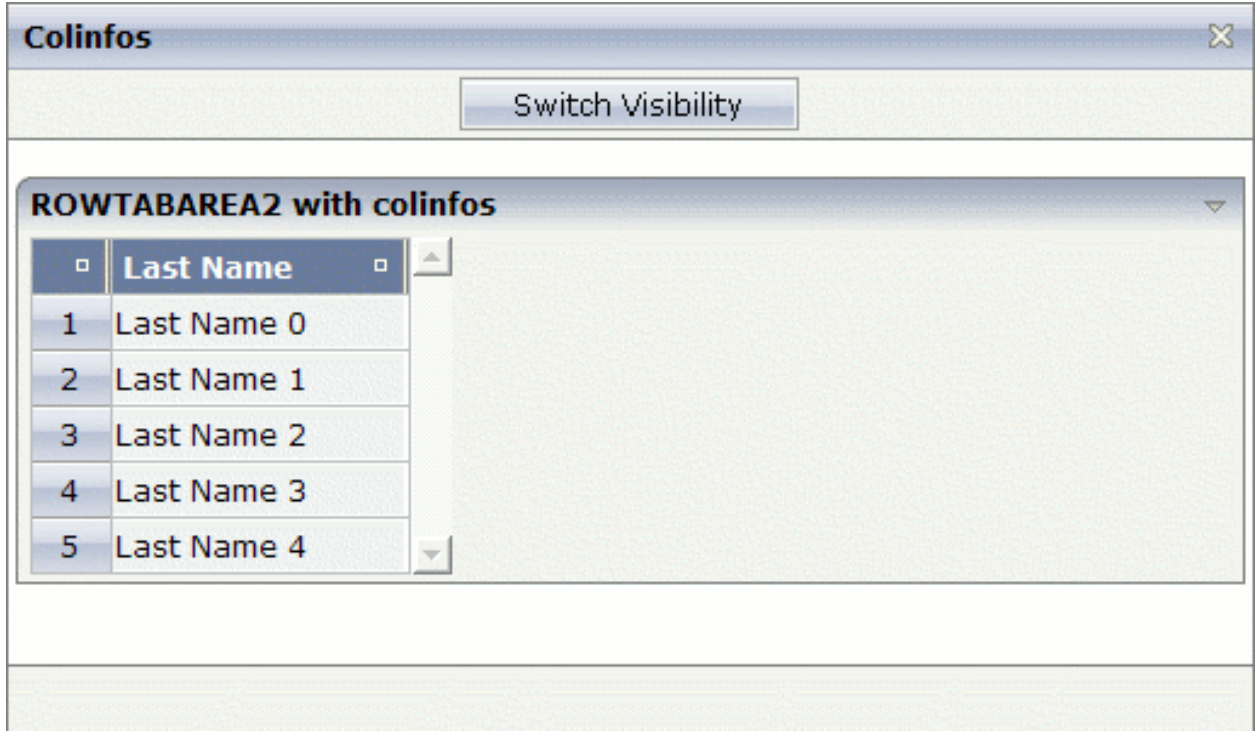 Colinfos
Switch Visibility
ROWTABAREA2 with colinfos
Last Name
1 Last Name 0
2 Last Name 1
3 Last Name 2
4 Last Name 3
5 Last Name 4